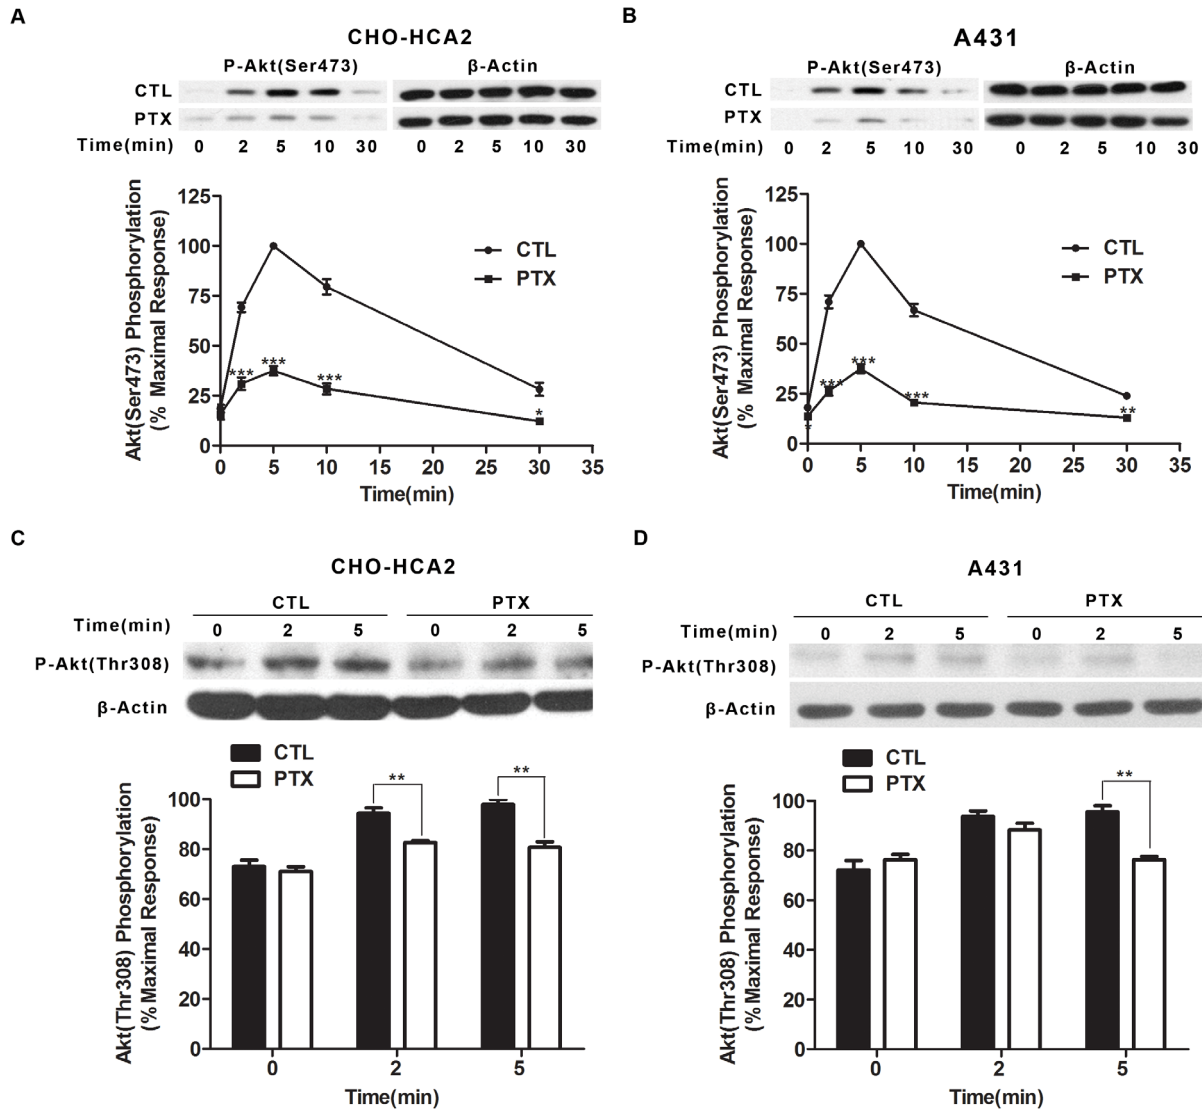 A
CHO-HCA2
P-Akt(Ser473) β-Actin
CTL
PTX
Time(min) 0 2 5 10 30 0 2 5 10 30
Akt(Ser473) Phosphorylation
(% Maximal Response)
125
100
75
50
25
0
CTL
PTX
*** *** *** *
0 5 10 15 20 25 30 35
Time(min)
B
A431
P-Akt(Ser473) β-Actin
CTL
PTX
Time(min) 0 2 5 10 30 0 2 5 10 30
Akt(Ser473) Phosphorylation
(% Maximal Response)
125
100
75
50
25
0
CTL
PTX
* *** *** *** **
0 5 10 15 20 25 30 35
Time(min)
C
CHO-HCA2
CTL PTX
Time(min) 0 2 5 0 2 5
P-Akt(Thr308)
β-Actin
CTL
PTX
Akt(Thr308) Phosphorylation
(% Maximal Response)
100
80
60
40
20
0
** **
0 2 5
Time(min)
D
A431
CTL PTX
Time(min) 0 2 5 0 2 5
P-Akt(Thr308)
β-Actin
CTL
PTX
Akt(Thr308) Phosphorylation
(% Maximal Response)
100
80
60
40
20
0
**
0 2 5
Time(min)